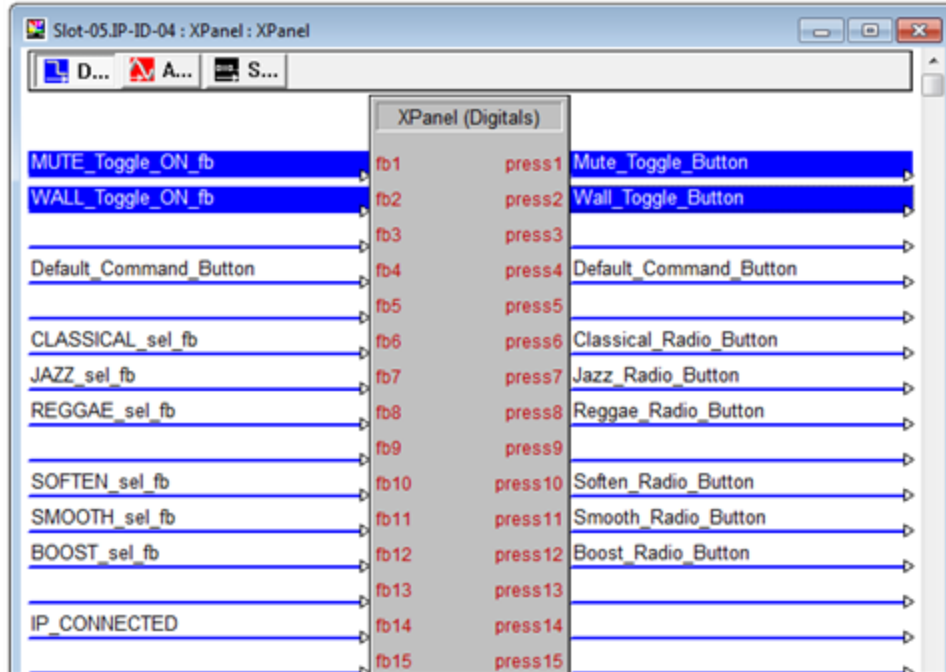 Slot-05.IP-ID-04 : XPanel : XPanel
D... A... S...
XPanel (Digitals)
MUTE_Toggle_ON_fb fb1 press1 Mute_Toggle_Button
WALL_Toggle_ON_fb fb2 press2 Wall_Toggle_Button
fb3 press3
Default_Command_Button fb4 press4 Default_Command_Button
fb5 press5
CLASSICAL_sel_fb fb6 press6 Classical_Radio_Button
JAZZ_sel_fb fb7 press7 Jazz_Radio_Button
REGGAE_sel_fb fb8 press8 Reggae_Radio_Button
fb9 press9
SOFTEN_sel_fb fb10 press10 Soften_Radio_Button
SMOOTH_sel_fb fb11 press11 Smooth_Radio_Button
BOOST_sel_fb fb12 press12 Boost_Radio_Button
fb13 press13
IP_CONNECTED fb14 press14
fb15 press15